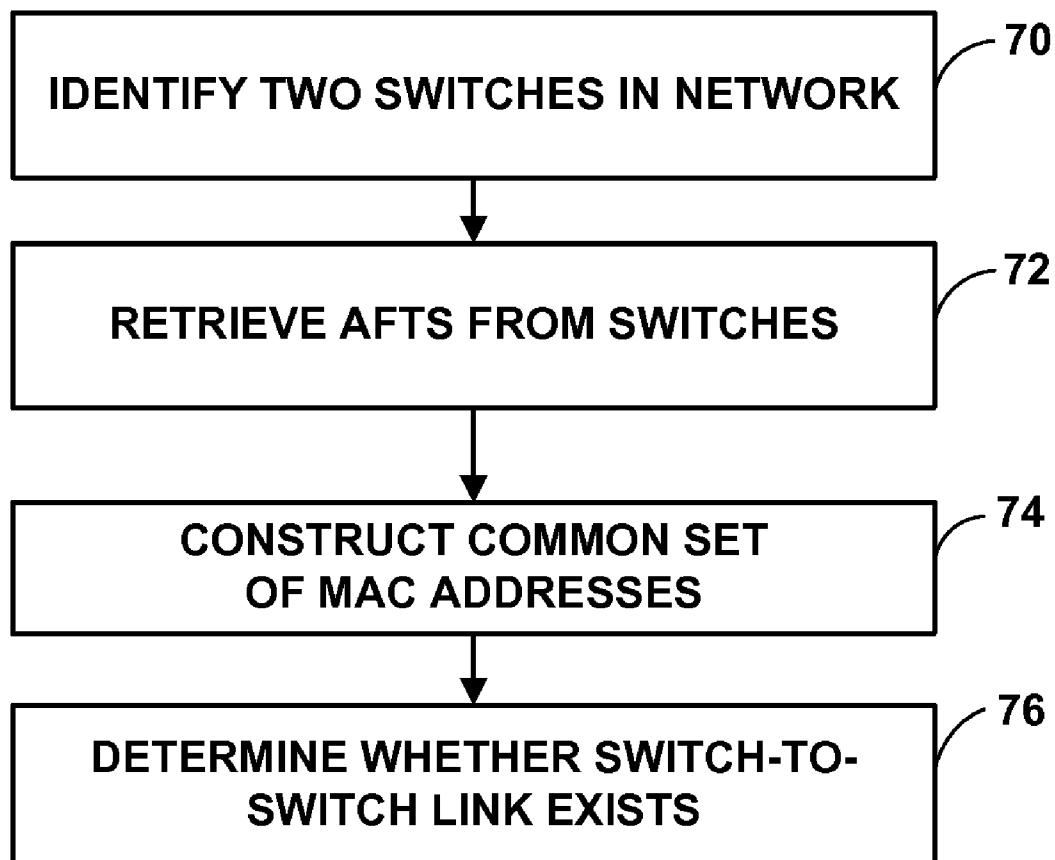 70
IDENTIFY TWO SWITCHES IN NETWORK
72
RETRIEVE AFTS FROM SWITCHES
74
CONSTRUCT COMMON SET
OF MAC ADDRESSES
76
DETERMINE WHETHER SWITCH-TO-
SWITCH LINK EXISTS